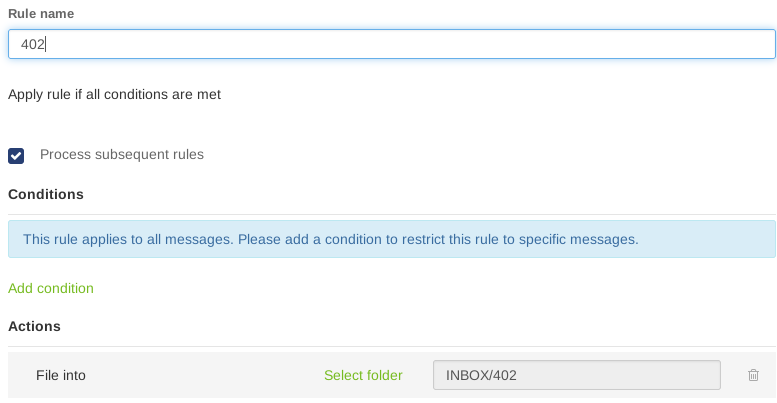 Rule name
402
Apply rule if all conditions are met
Process subsequent rules
Conditions
This rule applies to all messages. Please add a condition to restrict this rule to specific messages.
Add condition
Actions
File into Select folder INBOX/402